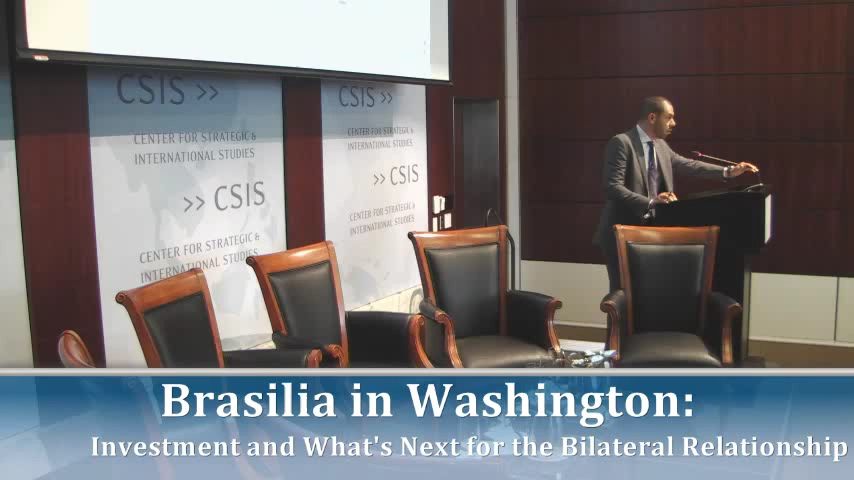 CSIS >>
CENTER FOR STRATEGIC &
INTERNATIONAL STUDIES
>> CSIS
CENTER FOR STRATEGIC &
INTERNATIONAL STUDIES
CSIS >>
CENTER FOR STRATEGIC &
INTERNATIONAL STUDIES
>> CSIS
CENTER FOR STRATEGIC &
INTERNATIONAL STUDIES
Brasilia in Washington:
Investment and What's Next for the Bilateral Relationship